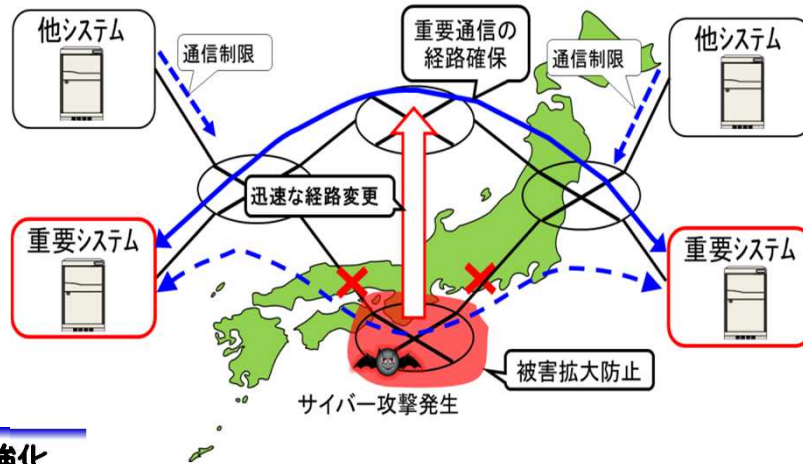 他システム
通信制限
重要通信の
経路確保
通信制限
他システム
迅速な経路変更
重要システム
重要システム
被害拡大防止
サイバー攻撃発生
強化